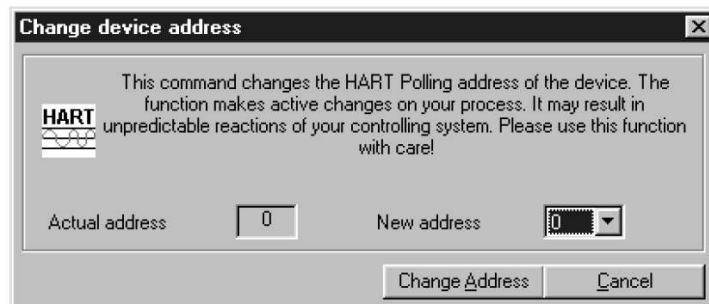 Change device address
This command changes the HART Polling address of the device. The
function makes active changes on your process. It may result in
HART
unpredictable reactions of your controlling system. Please use this function
with care!
Actual address 0 New address 0
Change Address Cancel